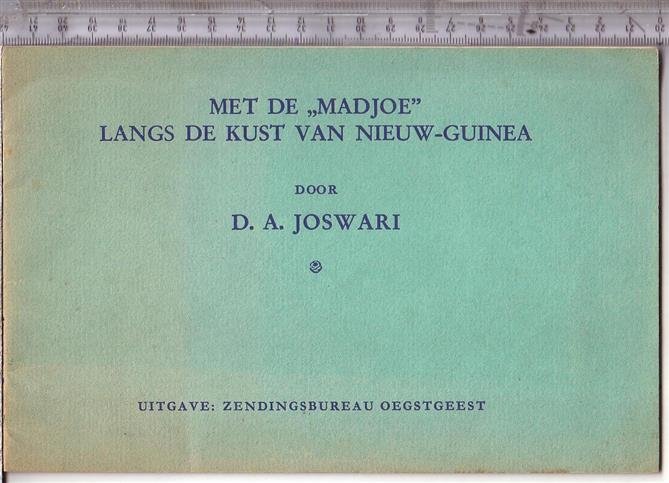 MET DE „MADJOE”
LANGS DE KUST VAN NIEUW-GUINEA
DOOR
D. A. JOSWARI
UITGAVE: ZENDINGSBUREAU OEGSTGEEST